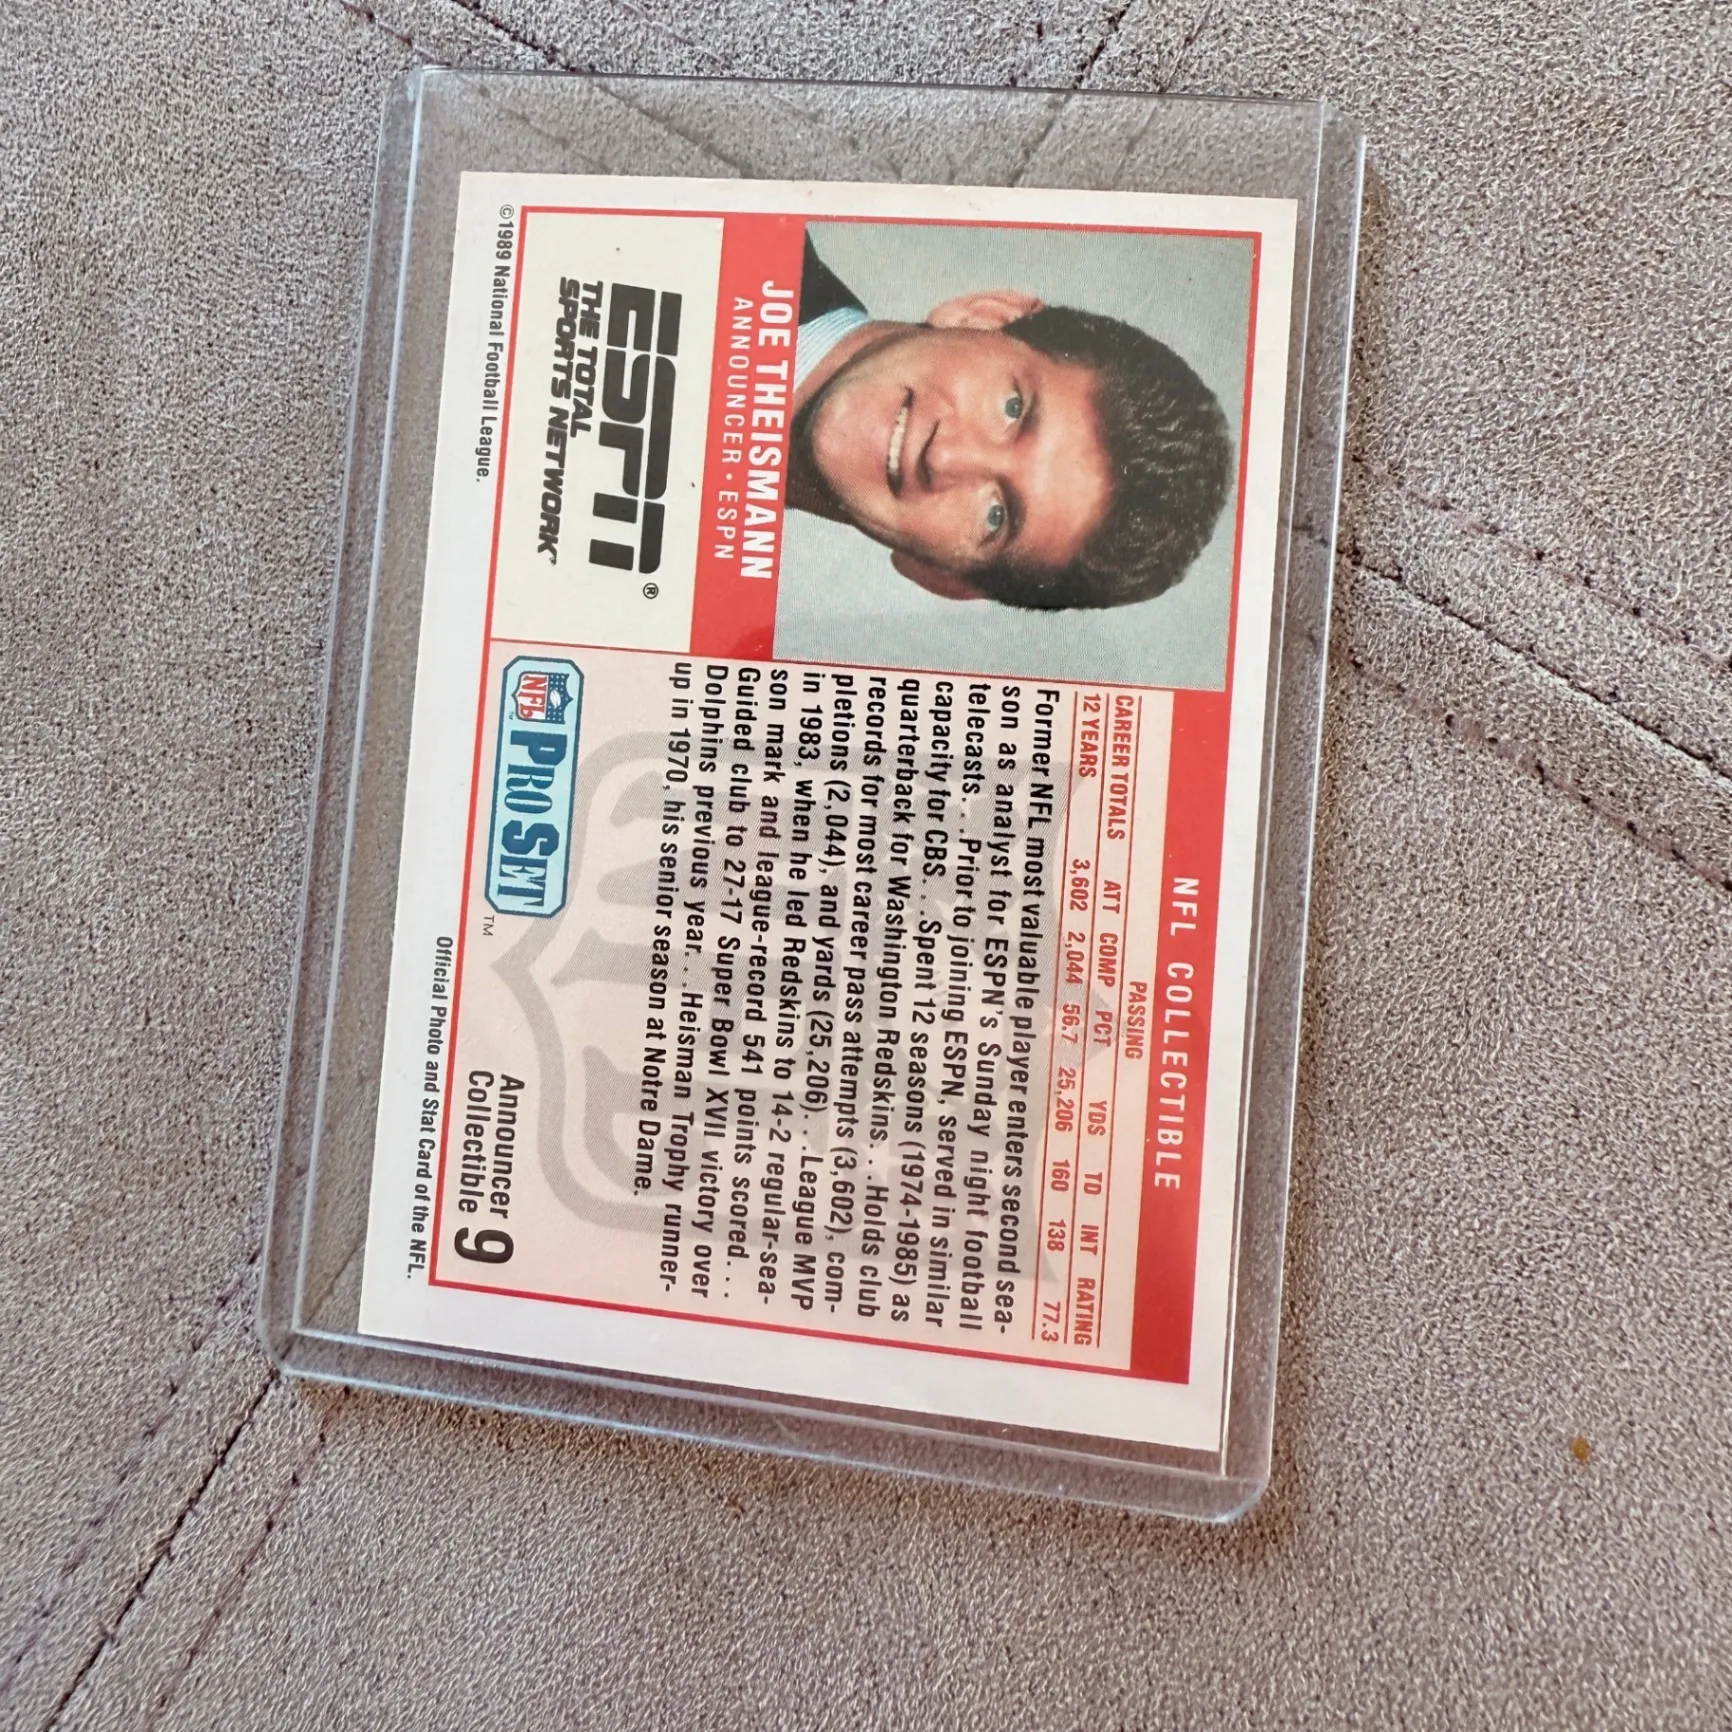 NFL COLLECTIBLE
JOE THEISMANN
ANNOUNCER • ESPN
ESPN®
THE TOTAL
SPORTS NETWORK
PASSING
CAREER TOTALS ATT COMP PCT YDS TD INT RATING
12 YEARS 3,602 2,044 56.7 25,206 160 138 77.3
Former NFL most valuable player enters second sea-
son as analyst for ESPN's Sunday night football
telecasts. . .Prior to joining ESPN, served in similar
capacity for CBS. . .Spent 12 seasons (1974-1985) as
quarterback for Washington Redskins. . .Holds club
records for most career pass attempts (3,602), com-
pletions (2,044), and yards (25,206). . .League MVP
in 1983, when he led Redskins to 14-2 regular-sea-
son mark and league-record 541 points scored. . .
Guided club to 27-17 Super Bowl XVII victory over
Dolphins previous year. . .Heisman Trophy runner-
up in 1970, his senior season at Notre Dame.
NFL PRO SET™
Announcer
Collectible 9
©1989 National Football League.
Official Photo and Stat Card of the NFL.